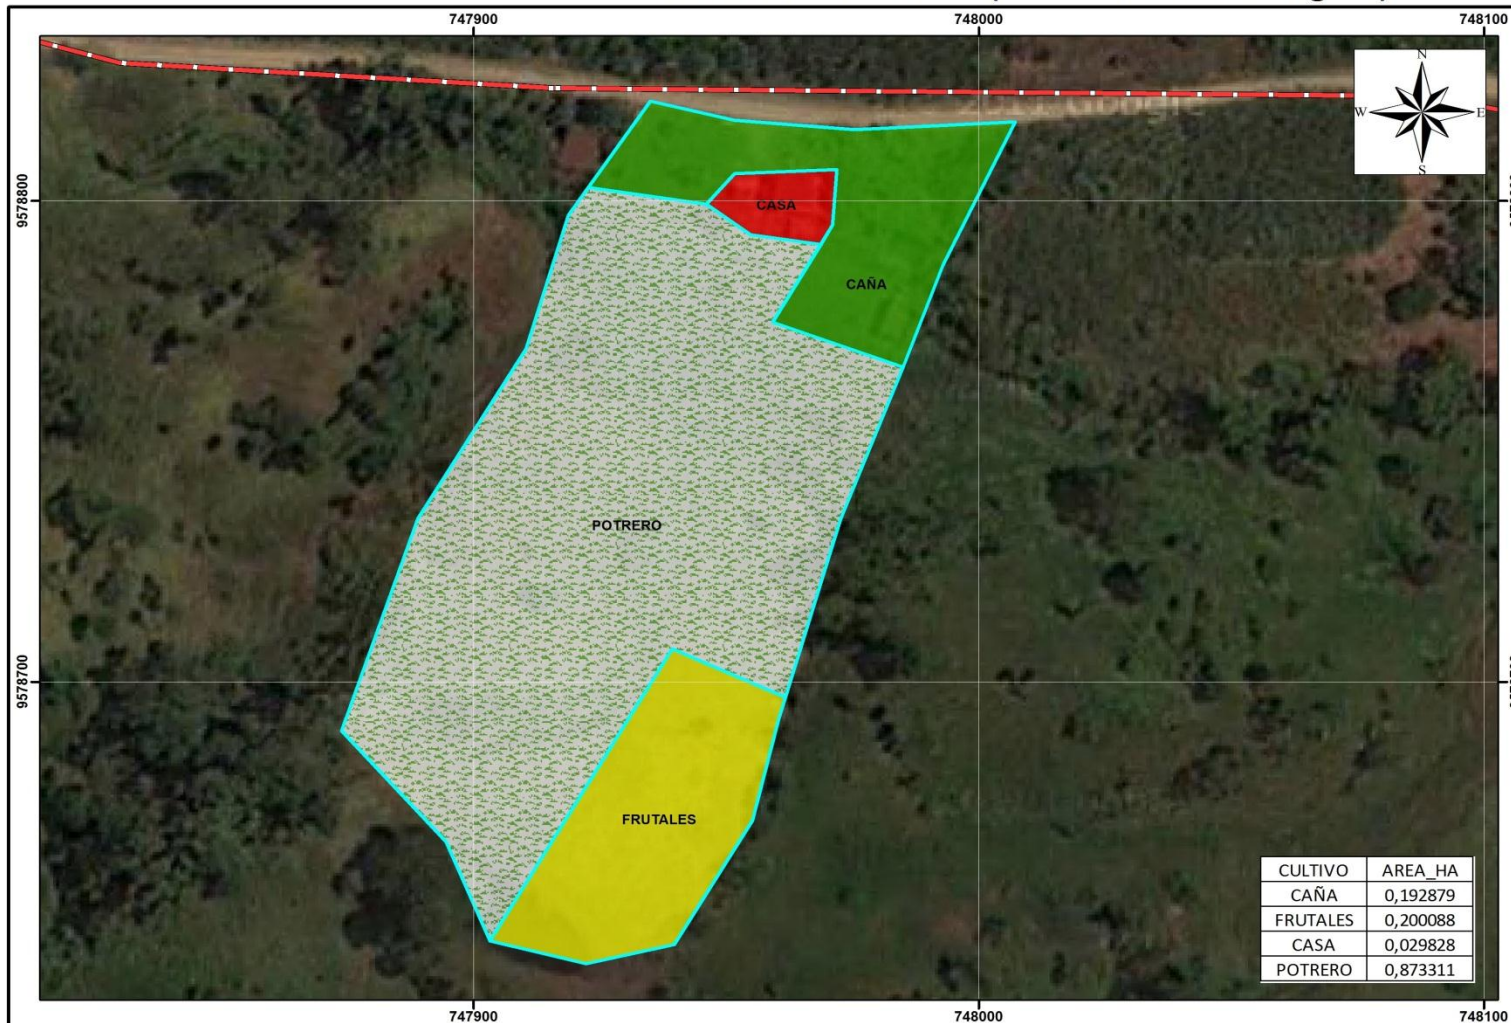 747900 748000 748100
N
W E
S
9578800
CASA
CAÑA
POTRERO
9578700
FRUTALES
CULTIVO AREA_HA
CAÑA 0,192879
FRUTALES 0,200088
CASA 0,029828
POTRERO 0,873311
747900 748000 748100